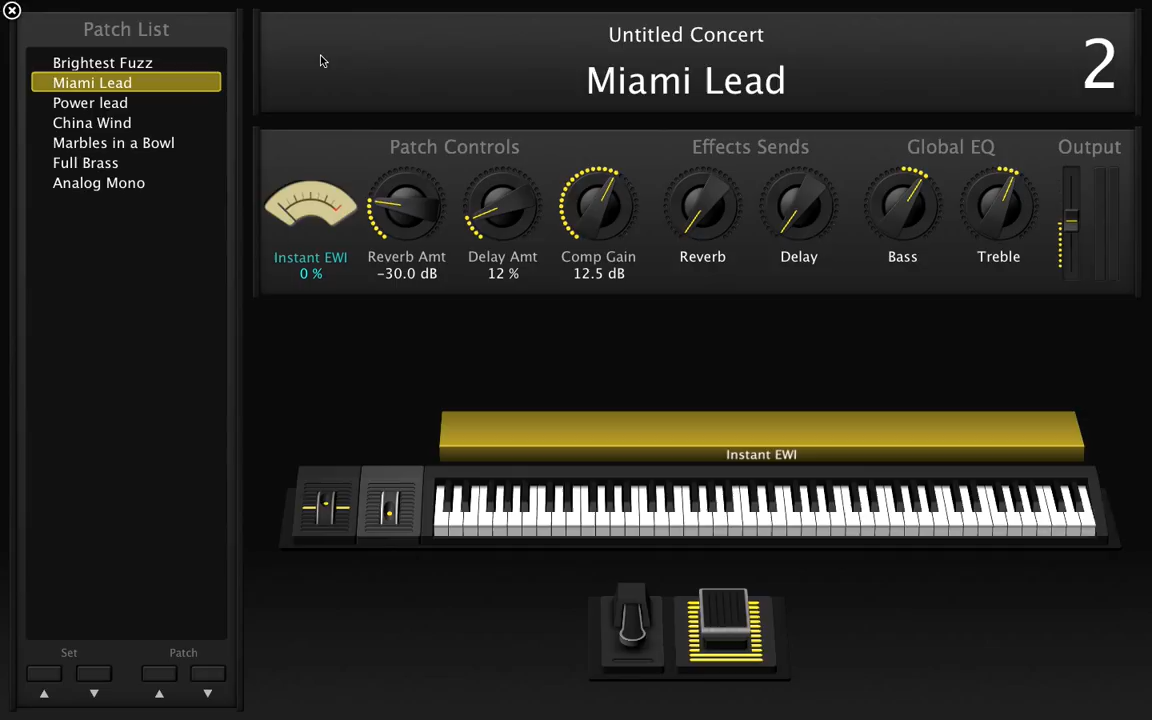 Patch List
Brightest Fuzz
Miami Lead
Power lead
China Wind
Marbles in a Bowl
Full Brass
Analog Mono
Set
Patch
Untitled Concert
Miami Lead
2
Patch Controls
Effects Sends
Global EQ
Output
Instant EWI
0 %
Reverb Amt
-30.0 dB
Delay Amt
12 %
Comp Gain
12.5 dB
Reverb
Delay
Bass
Treble
Instant EWI